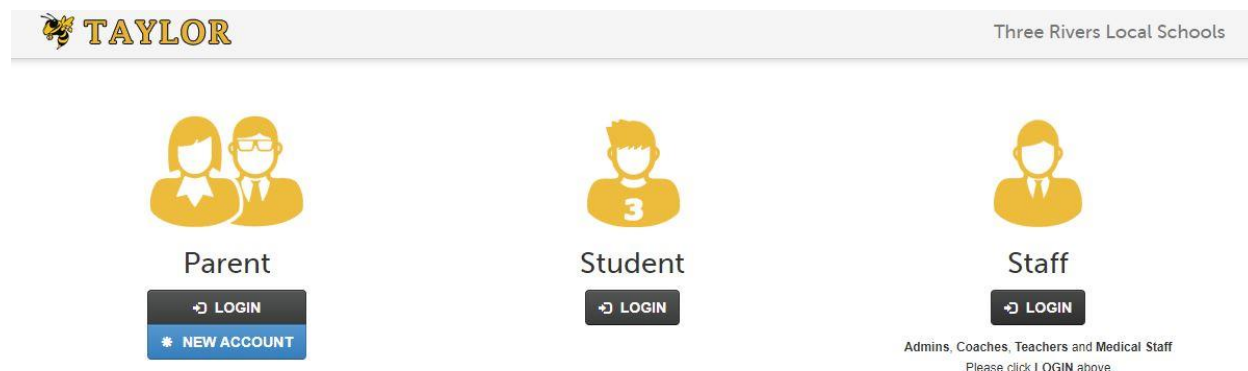 TAYLOR
Three Rivers Local Schools
3
Parent
Student
Staff
LOGIN
LOGIN
LOGIN
NEW ACCOUNT
Admins, Coaches, Teachers and Medical Staff
Please click LOGIN above